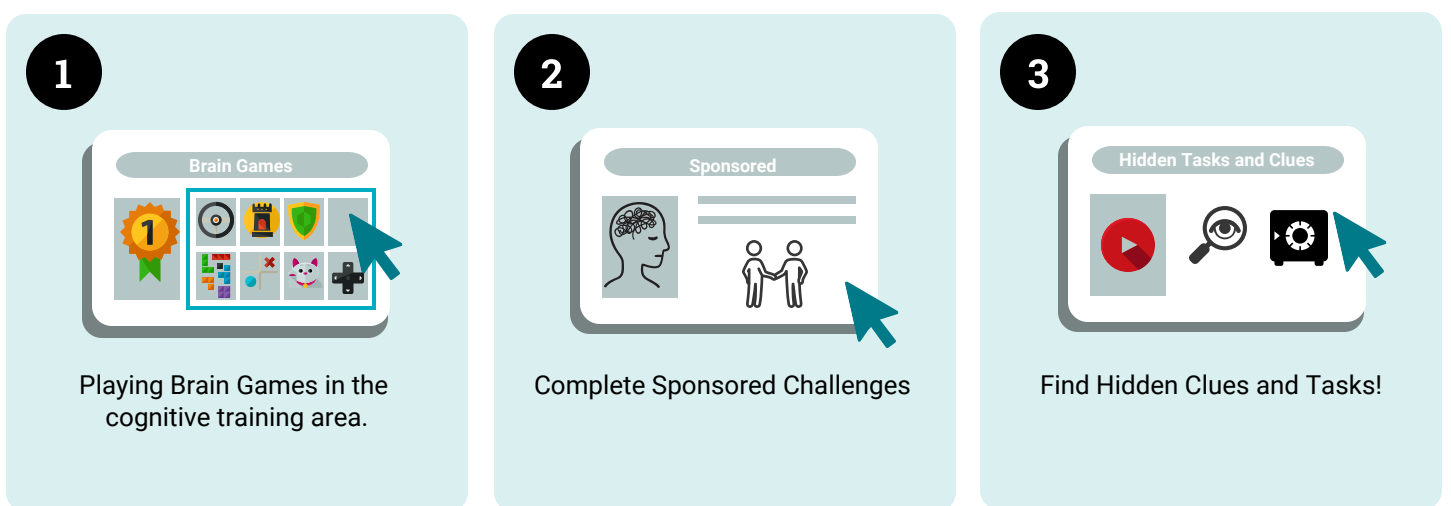 1
Brain Games
1
Playing Brain Games in the
cognitive training area.
2
Sponsored
Complete Sponsored Challenges
3
Hidden Tasks and Clues
Find Hidden Clues and Tasks!